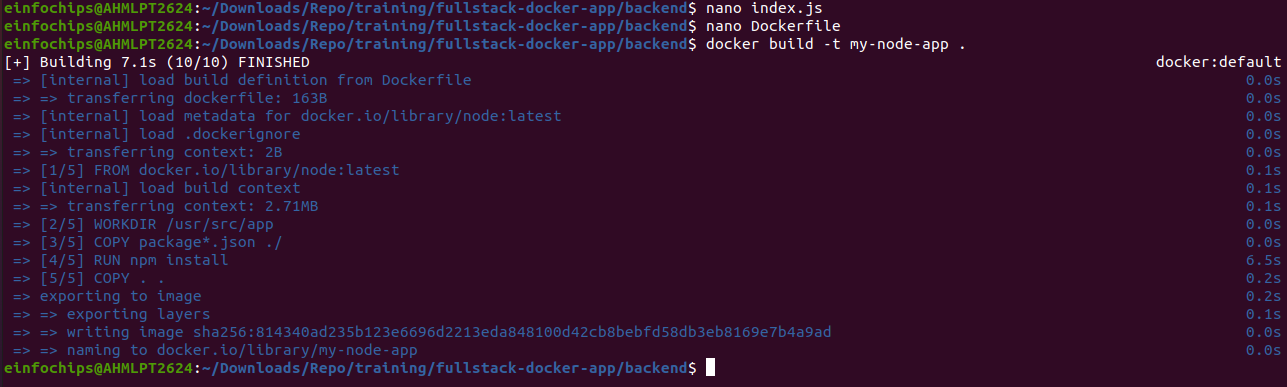 einfochips@AHMLPT2624:~/Downloads/Repo/training/fullstack-docker-app/backend$ nano index.js
einfochips@AHMLPT2624:~/Downloads/Repo/training/fullstack-docker-app/backend$ nano Dockerfile
einfochips@AHMLPT2624:~/Downloads/Repo/training/fullstack-docker-app/backend$ docker build -t my-node-app .
[+] Building 7.1s (10/10) FINISHED docker:default
=> [internal] load build definition from Dockerfile 0.0s
=> => transferring dockerfile: 163B 0.0s
=> [internal] load metadata for docker.io/library/node:latest 0.0s
=> [internal] load .dockerignore 0.0s
=> => transferring context: 2B 0.0s
=> [1/5] FROM docker.io/library/node:latest 0.1s
=> [internal] load build context 0.1s
=> => transferring context: 2.71MB 0.1s
=> [2/5] WORKDIR /usr/src/app 0.0s
=> [3/5] COPY package*.json ./ 0.0s
=> [4/5] RUN npm install 6.5s
=> [5/5] COPY . . 0.2s
=> exporting to image 0.2s
=> => exporting layers 0.1s
=> => writing image sha256:814340ad235b123e6696d2213eda848100d42cb8bebfd58db3eb8169e7b4a9ad 0.0s
=> => naming to docker.io/library/my-node-app 0.0s
einfochips@AHMLPT2624:~/Downloads/Repo/training/fullstack-docker-app/backend$